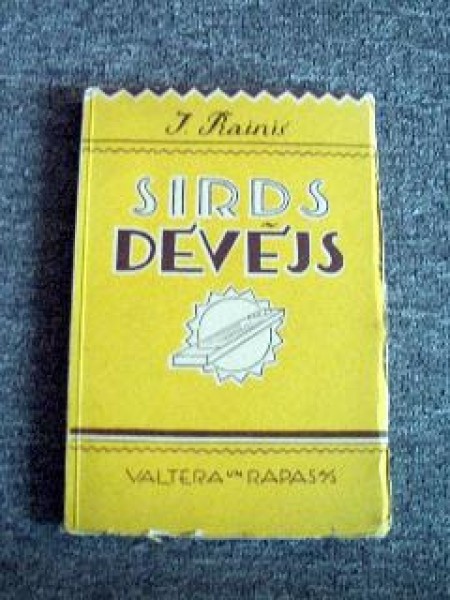 J. Rainis
SIRDS
DEVĒJS
VALTERA UN RAPAS A/S